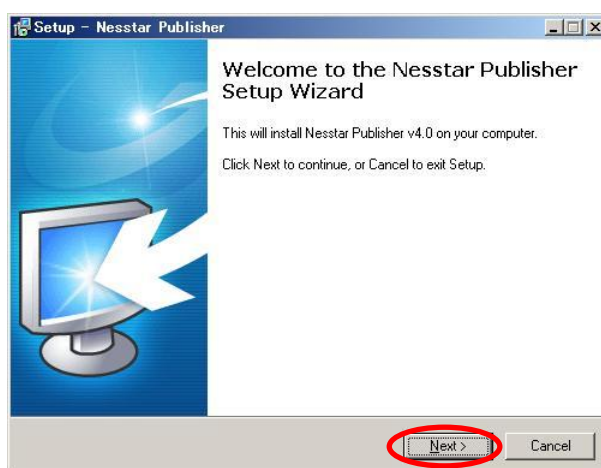 Setup - Nesstar Publisher
Welcome to the Nesstar Publisher
Setup Wizard
This will install Nesstar Publisher v4.0 on your computer.
Click Next to continue, or Cancel to exit Setup.
Next >
Cancel